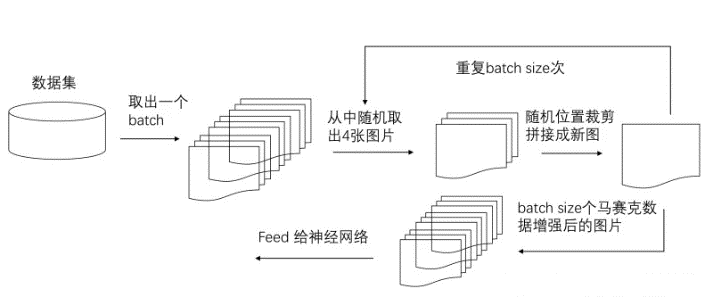 重复batch size次
数据集
取出一个
batch
从中随机取
出4张图片
随机位置裁剪
拼接成新图
batch size个马赛克数
据增强后的图片
Feed 给神经网络